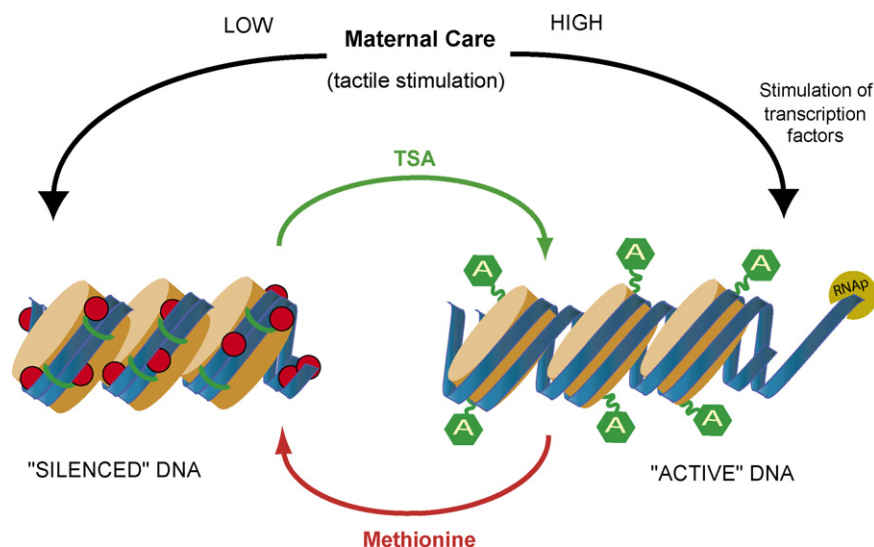 LOW
Maternal Care
HIGH
(tactile stimulation)
Stimulation of
transcription
factors
TSA
A
A
A
RNAp
A
A
A
"SILENCED" DNA
"ACTIVE" DNA
Methionine